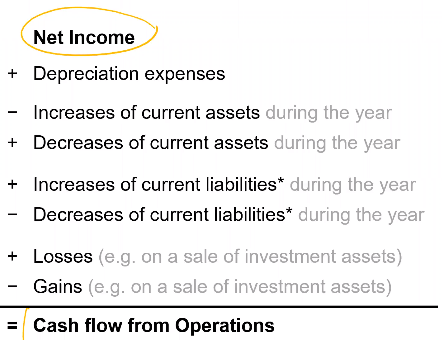 Net Income
+ Depreciation expenses
− Increases of current assets during the year
+ Decreases of current assets during the year
+ Increases of current liabilities* during the year
− Decreases of current liabilities* during the year
+ Losses (e.g. on a sale of investment assets)
− Gains (e.g. on a sale of investment assets)
= Cash flow from Operations